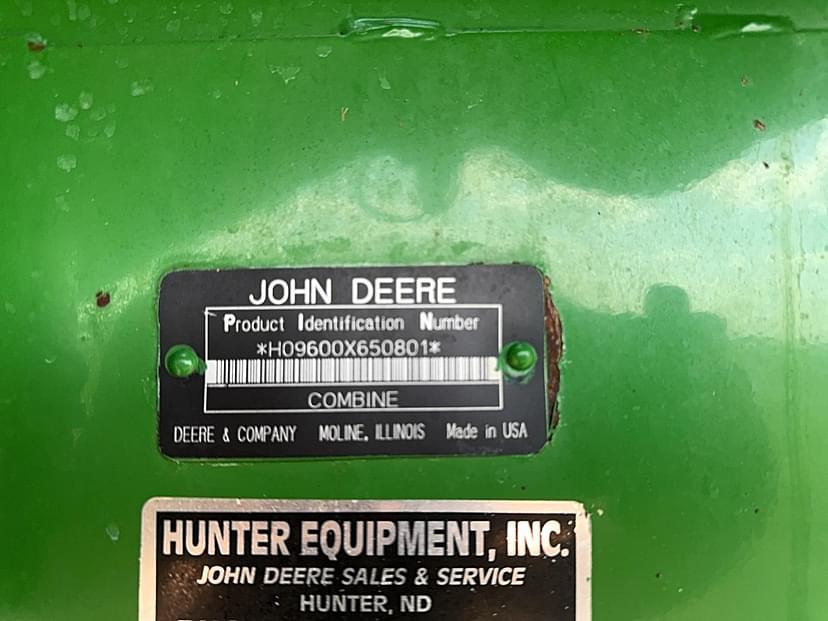 JOHN DEERE
Product Identification Number
*H09600X650801*
COMBINE
DEERE & COMPANY MOLINE, ILLINOIS Made in USA
HUNTER EQUIPMENT, INC.
JOHN DEERE SALES & SERVICE
HUNTER, ND